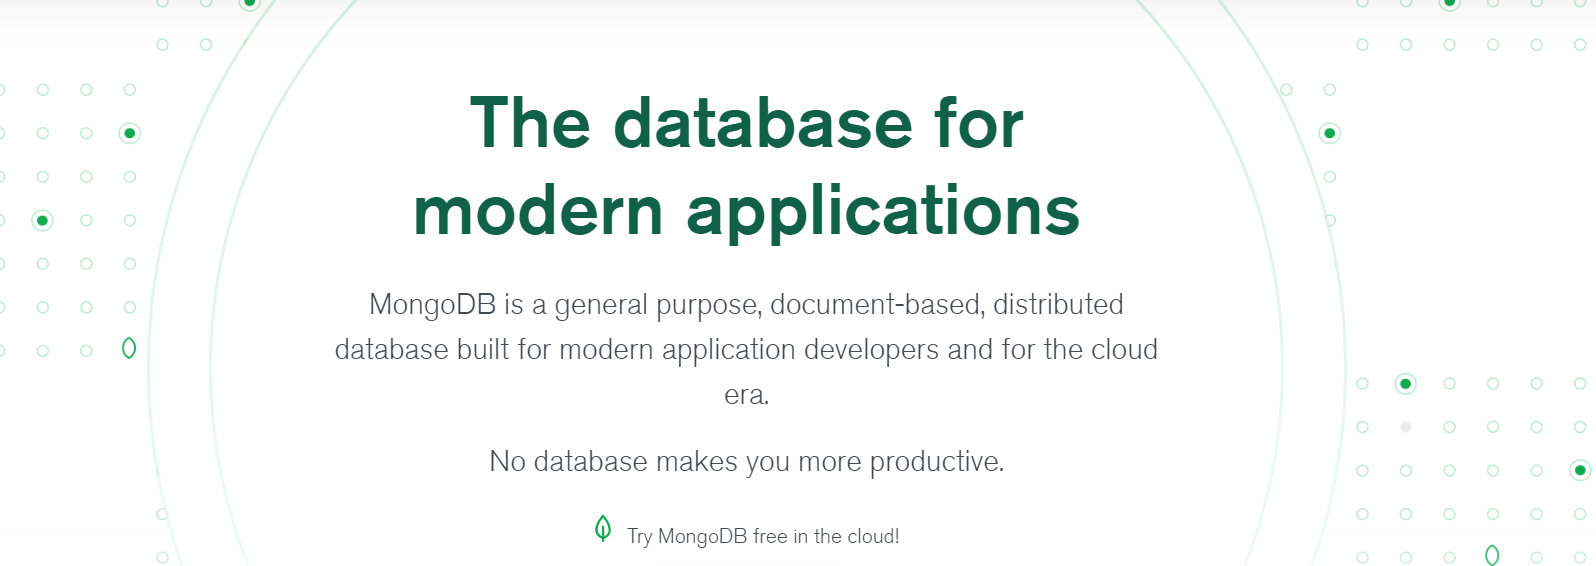 The database for
modern applications
MongoDB is a general purpose, document-based, distributed
database built for modern application developers and for the cloud
era.
No database makes you more productive.
Try MongoDB free in the cloud!